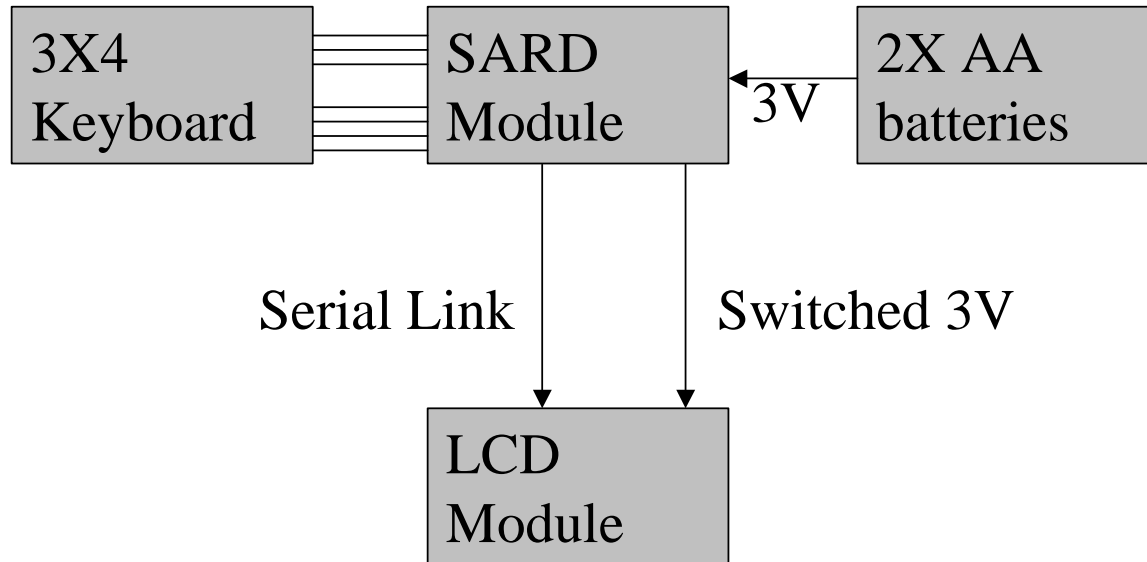 3X4
Keyboard
SARD
Module
3V
2X AA
batteries
Serial Link
Switched 3V
LCD
Module